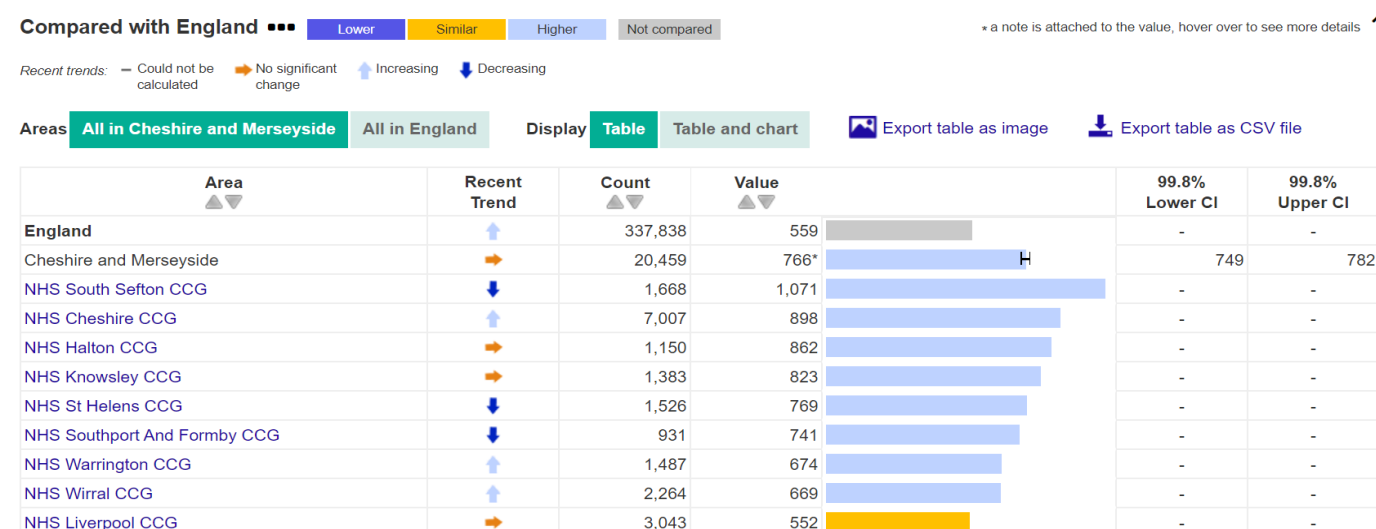 Compared with England
Lower Similar Higher Not compared
* a note is attached to the value, hover over to see more details
Recent trends: – Could not be calculated No significant change Increasing Decreasing
Areas All in Cheshire and Merseyside All in England Display Table Table and chart Export table as image Export table as CSV file
Area Recent Trend Count Value 99.8% Lower CI 99.8% Upper CI
England 337,838 559 - -
Cheshire and Merseyside 20,459 766* 749 782
NHS South Sefton CCG 1,668 1,071 - -
NHS Cheshire CCG 7,007 898 - -
NHS Halton CCG 1,150 862 - -
NHS Knowsley CCG 1,383 823 - -
NHS St Helens CCG 1,526 769 - -
NHS Southport And Formby CCG 931 741 - -
NHS Warrington CCG 1,487 674 - -
NHS Wirral CCG 2,264 669 - -
NHS Liverpool CCG 3,043 552 - -